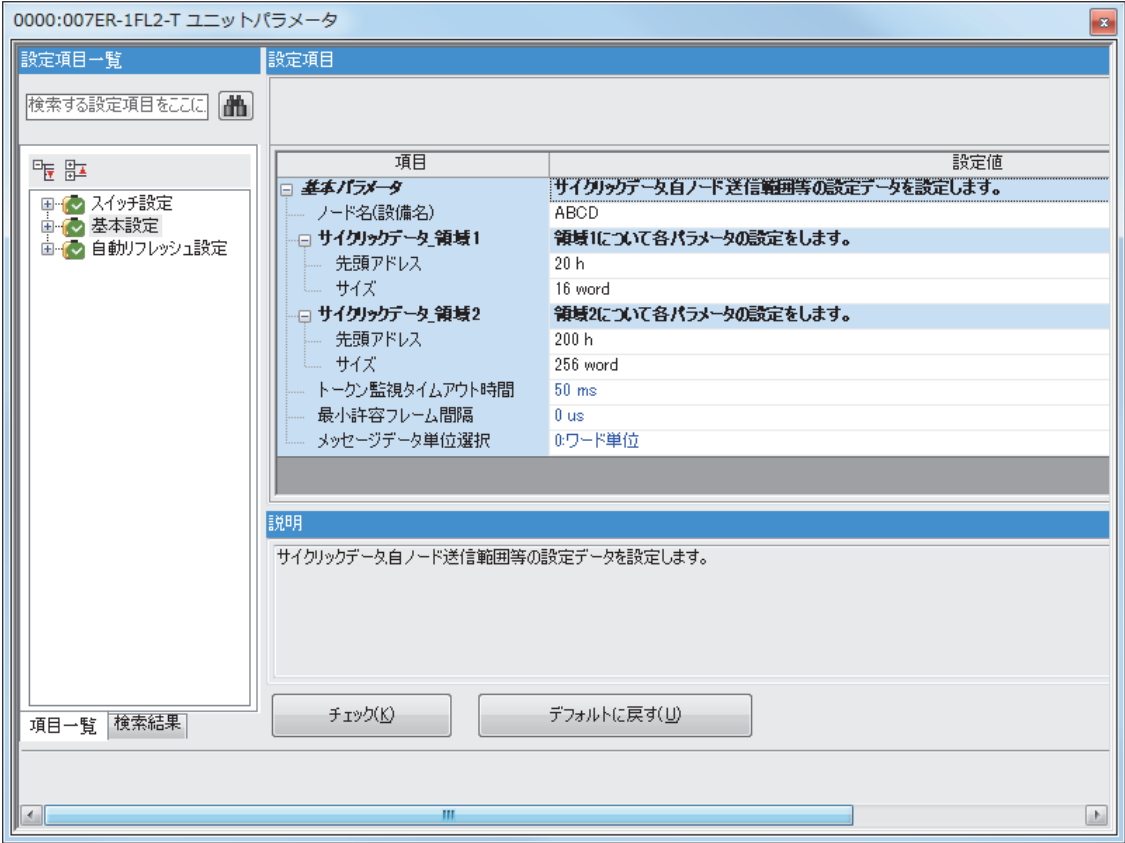 0000:007ER-1FL2-T ユニットパラメータ
設定項目一覧
設定項目
検索する設定項目をここに
スイッチ設定
基本設定
自動リフレッシュ設定
項目 設定値
基本パラメータ サイクリックデータ,自ノード送信範囲等の設定データを設定します。
ノード名(設備名) ABCD
サイクリックデータ_領域1 領域1について各パラメータの設定をします。
先頭アドレス 20 h
サイズ 16 word
サイクリックデータ_領域2 領域2について各パラメータの設定をします。
先頭アドレス 200 h
サイズ 256 word
トークン監視タイムアウト時間 50 ms
最小許容フレーム間隔 0 us
メッセージデータ単位選択 0:ワード単位
説明
サイクリックデータ,自ノード送信範囲等の設定データを設定します。
チェック(K) デフォルトに戻す(U)
項目一覧 検索結果